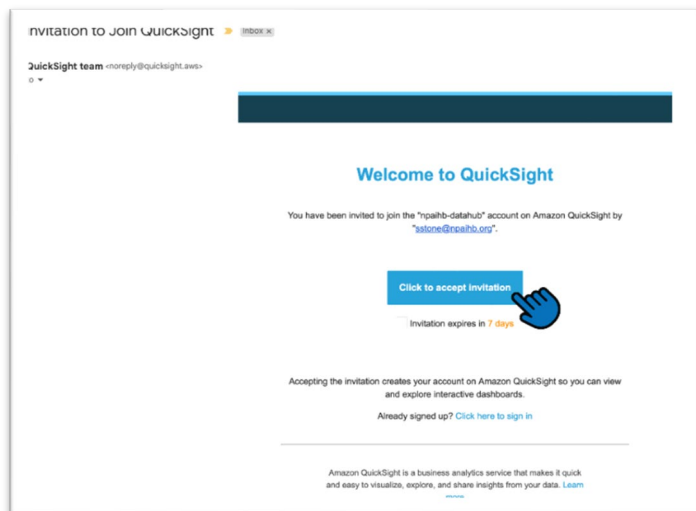 nvitation to Join QuickSight Inbox x
QuickSight team <noreply@quicksight.aws>
o
Welcome to QuickSight
You have been invited to join the "npaihb-datahub" account on Amazon QuickSight by
"sstone@npaihb.org".
Click to accept invitation
Invitation expires in 7 days
Accepting the invitation creates your account on Amazon QuickSight so you can view
and explore interactive dashboards.
Already signed up? Click here to sign in
Amazon QuickSight is a business analytics service that makes it quick
and easy to visualize, explore, and share insights from your data. Learn